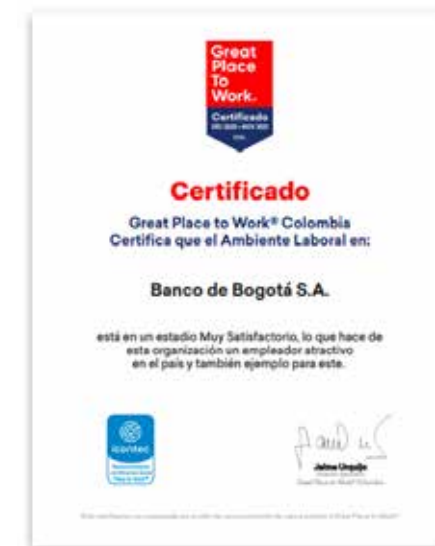 Great
Place
To
Work.
Certificado
Certificado
Great Place to Work® Colombia
Certifica que el Ambiente Laboral en:
Banco de Bogotá S.A.
está en un estadio Muy Satisfactorio, lo que hace de
esta organización un empleador atractivo
en el país y también ejemplo para este.
icontec
Jaime Urquijo